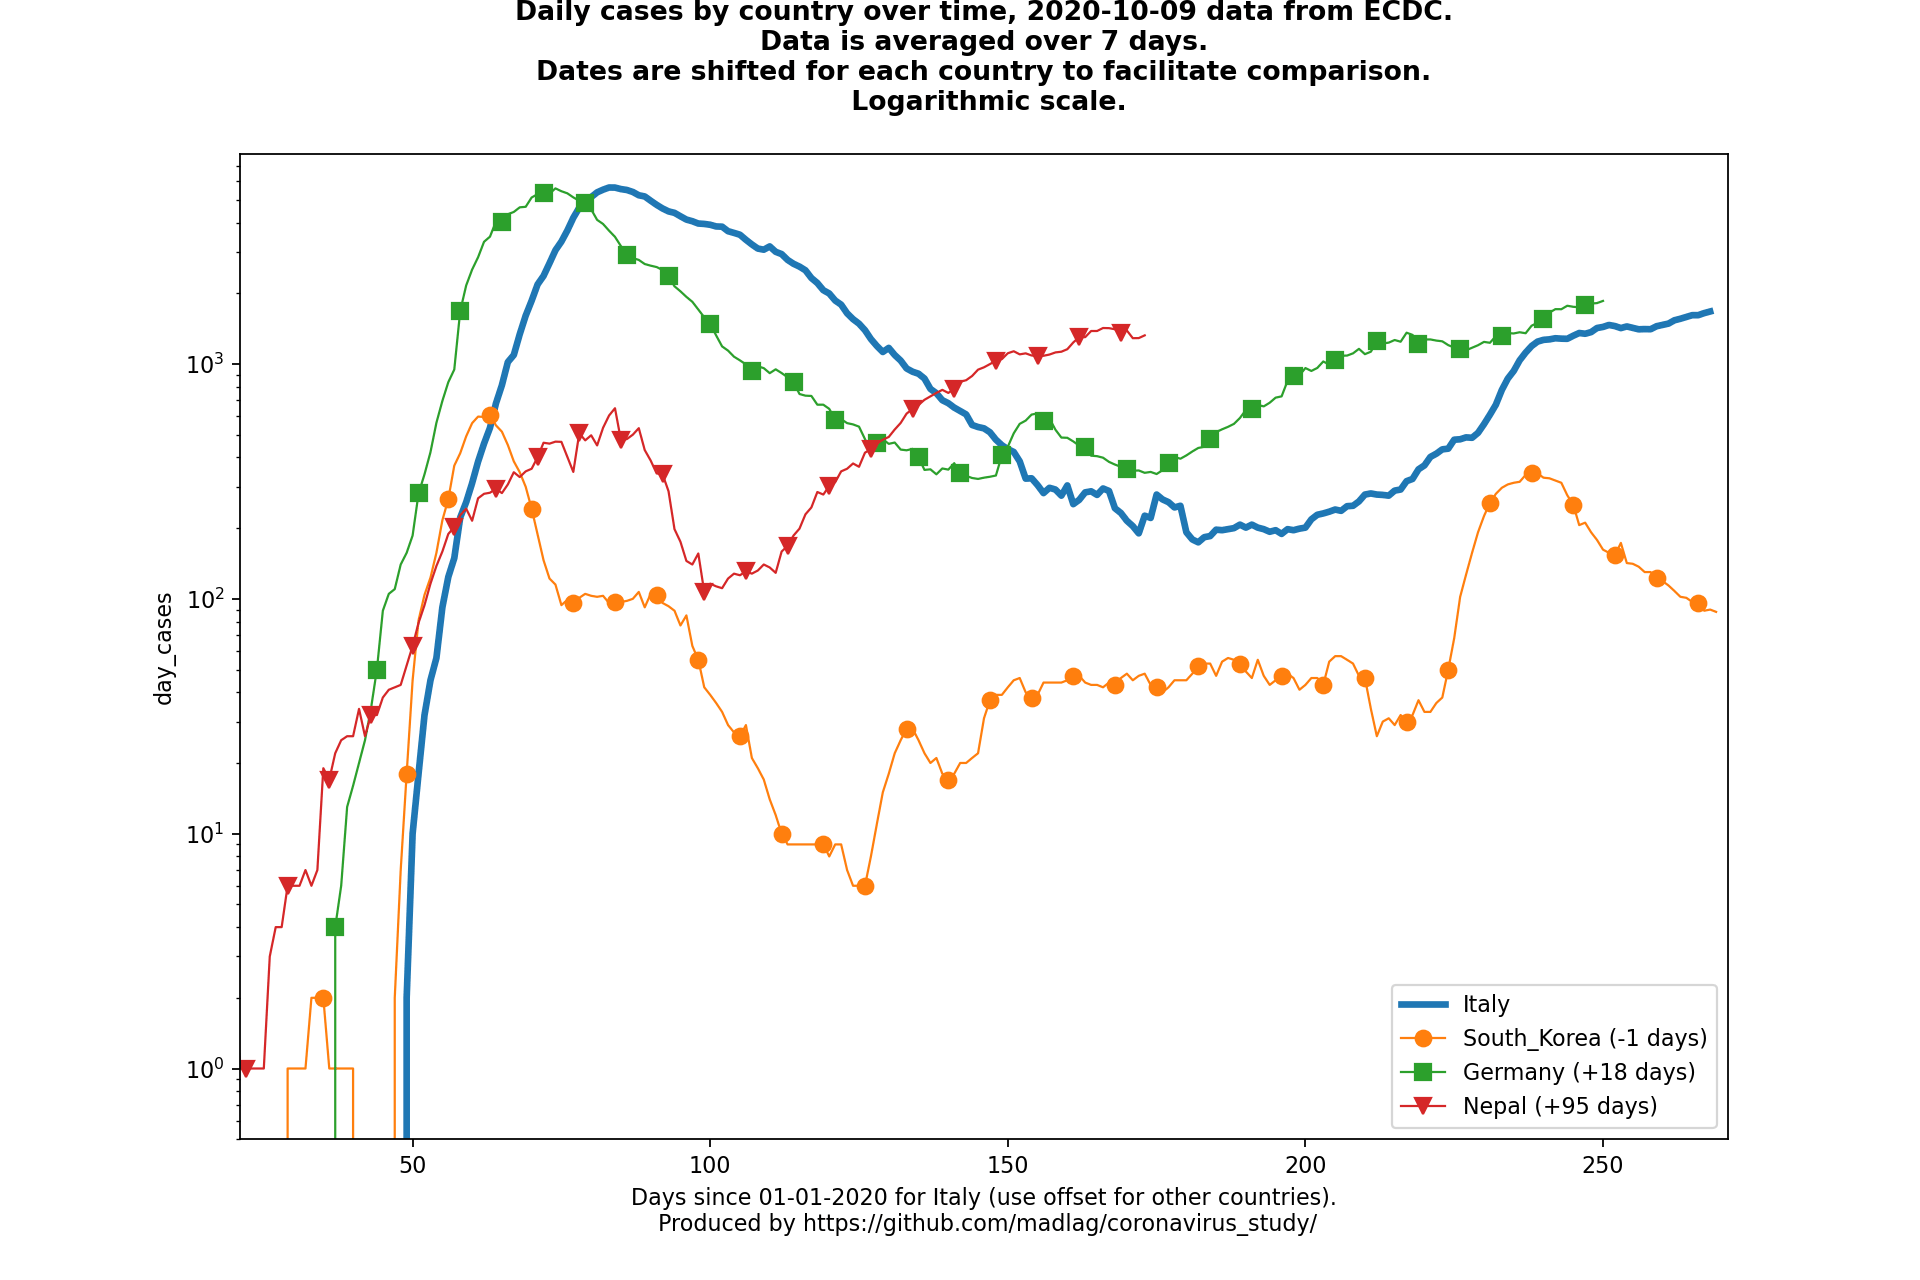 Daily cases by country over time, 2020-10-09 data from ECDC.
Data is averaged over 7 days.
Dates are shifted for each country to facilitate comparison.
Logarithmic scale.
day_cases
10³
10²
10¹
10⁰
50 100 150 200 250
Italy
South_Korea (-1 days)
Germany (+18 days)
Nepal (+95 days)
Days since 01-01-2020 for Italy (use offset for other countries).
Produced by https://github.com/madlag/coronavirus_study/